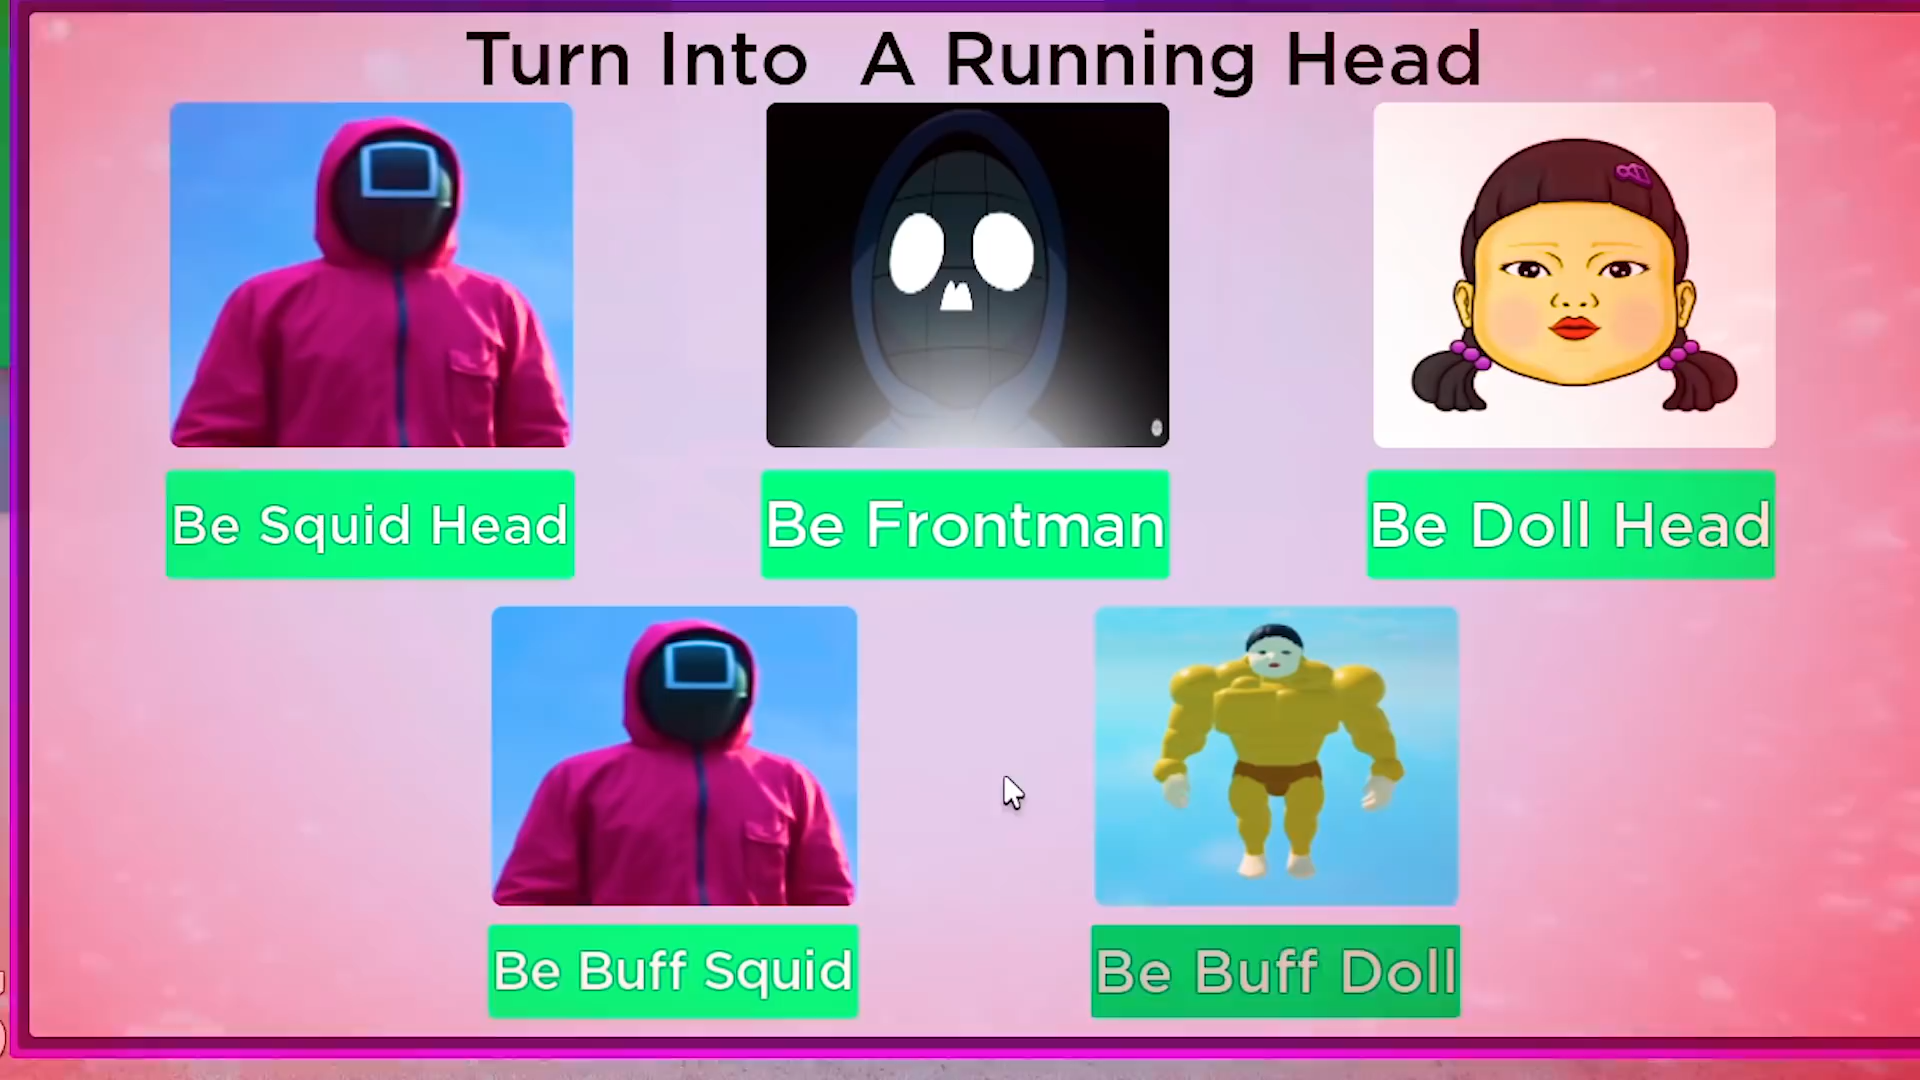 Turn Into A Running Head
Be Squid Head
Be Frontman
Be Doll Head
Be Buff Squid
Be Buff Doll